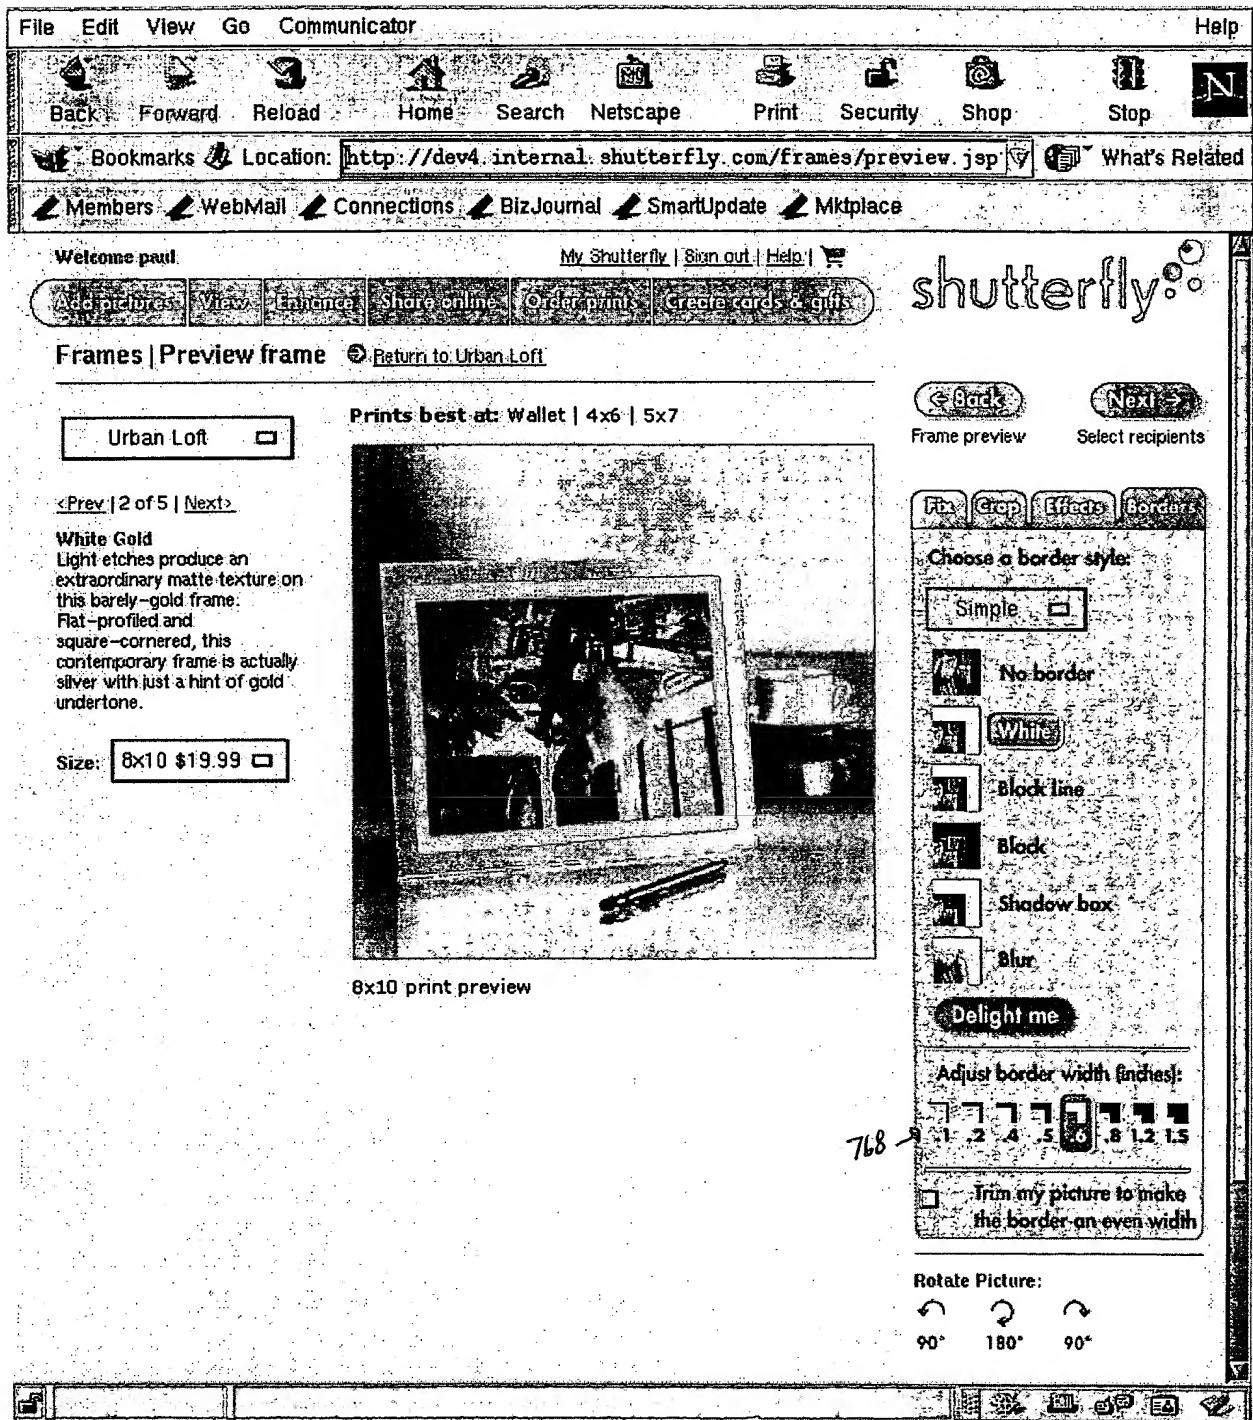 File Edit View Go Communicator Help
Back Forward Reload Home Search Netscape Print Security Shop Stop N
Bookmarks Location: http://dev4.internal.shutterfly.com/frames/preview.jsp What's Related
Members WebMail Connections BizJournal SmartUpdate Mktplace
Welcome paul
My Shutterfly | Sign out | Help |
shutterfly
Add pictures View Enhance Share online Order prints Create cards & gifts
Frames | Preview frame Return to Urban Loft
← Back Next →
Frame preview Select recipients
Urban Loft
<Prev | 2 of 5 | Next>
White Gold
Light etches produce an
extraordinary matte texture on
this barely-gold frame.
Flat-profiled and
square-cornered, this
contemporary frame is actually
silver with just a hint of gold
undertone.
Size: 8x10 $19.99
Prints best at: Wallet | 4x6 | 5x7
8x10 print preview
Fix Crop Effects Borders
Choose a border style:
Simple
No border
White
Black line
Black
Shadow box
Blur
Delight me
Adjust border width (inches):
768
.1 .2 .4 .5 .6 .8 1.2 1.5
Trim my picture to make
the border an even width
Rotate Picture:
90° 180° 90°